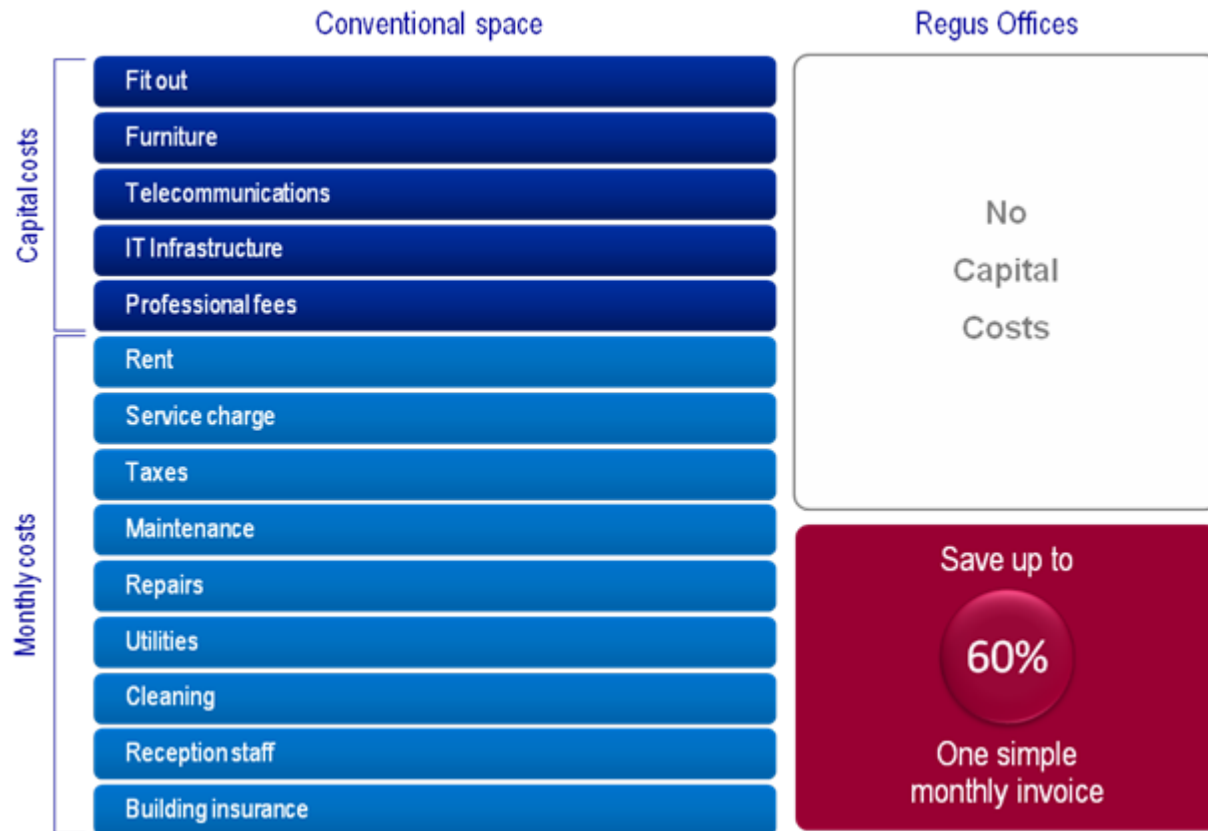 Conventional space
Regus Offices
Capital costs
Fit out
Furniture
Telecommunications
IT Infrastructure
Professional fees
Monthly costs
Rent
Service charge
Taxes
Maintenance
Repairs
Utilities
Cleaning
Reception staff
Building insurance
No
Capital
Costs
Save up to
60%
One simple
monthly invoice